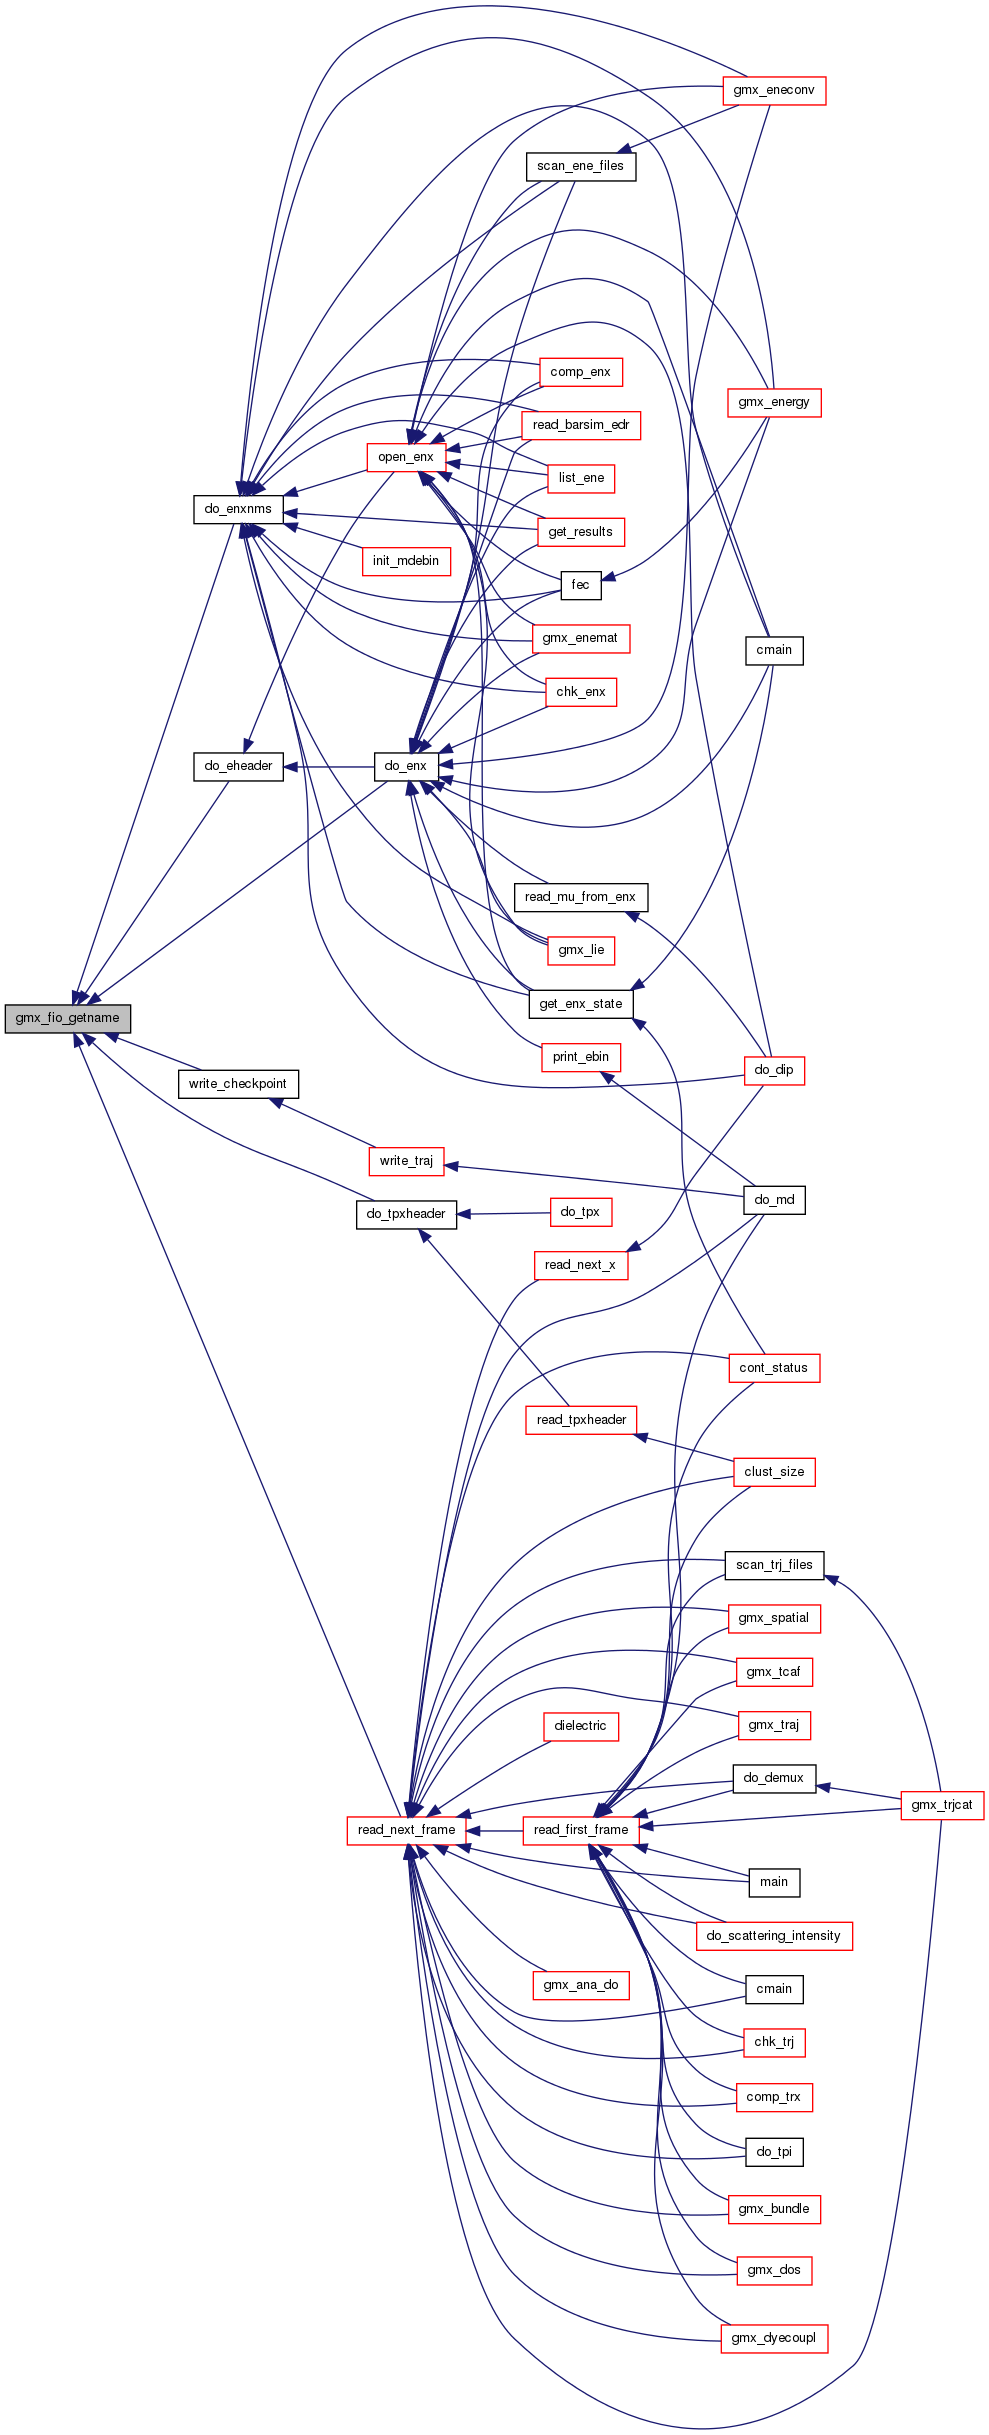 gmx_eneconv
scan_ene_files
comp_enx
gmx_energy
read_barsim_edr
open_enx
list_ene
do_enxnms
get_results
init_mdebin
fec
gmx_enemat
cmain
chk_enx
do_eheader
do_enx
read_mu_from_enx
gmx_lie
get_enx_state
gmx_fio_getname
print_ebin
do_dip
write_checkpoint
write_traj
do_md
do_tpxheader
do_tpx
read_next_x
cont_status
read_tpxheader
clust_size
scan_trj_files
gmx_spatial
gmx_tcaf
dielectric
gmx_traj
do_demux
gmx_trjcat
read_next_frame
read_first_frame
main
do_scattering_intensity
gmx_ana_do
cmain
chk_trj
comp_trx
do_tpi
gmx_bundle
gmx_dos
gmx_dyecoupl